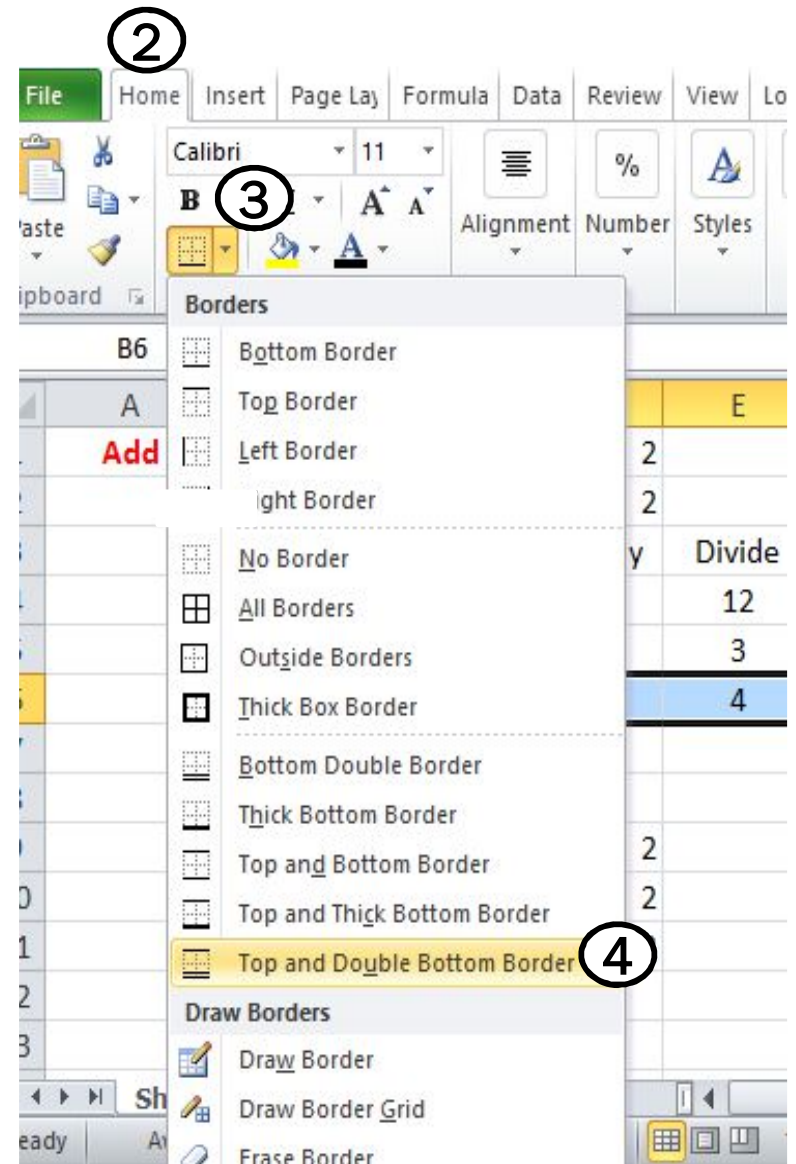 2
File Home Insert Page Lay Formula Data Review View Lo
Calibri 11 %
B 3 A A
aste Alignment Number Styles
A
ipboard
Borders
B6
Bottom Border
A Top Border E
Add Left Border 2
ight Border 2
No Border y Divide
All Borders 12
Outside Borders 3
Thick Box Border 4
Bottom Double Border
Thick Bottom Border
Top and Bottom Border 2
0 Top and Thick Bottom Border 2
1 Top and Double Bottom Border 4
2 Draw Borders
3 Draw Border
Sh Draw Border Grid
eady Erase Border